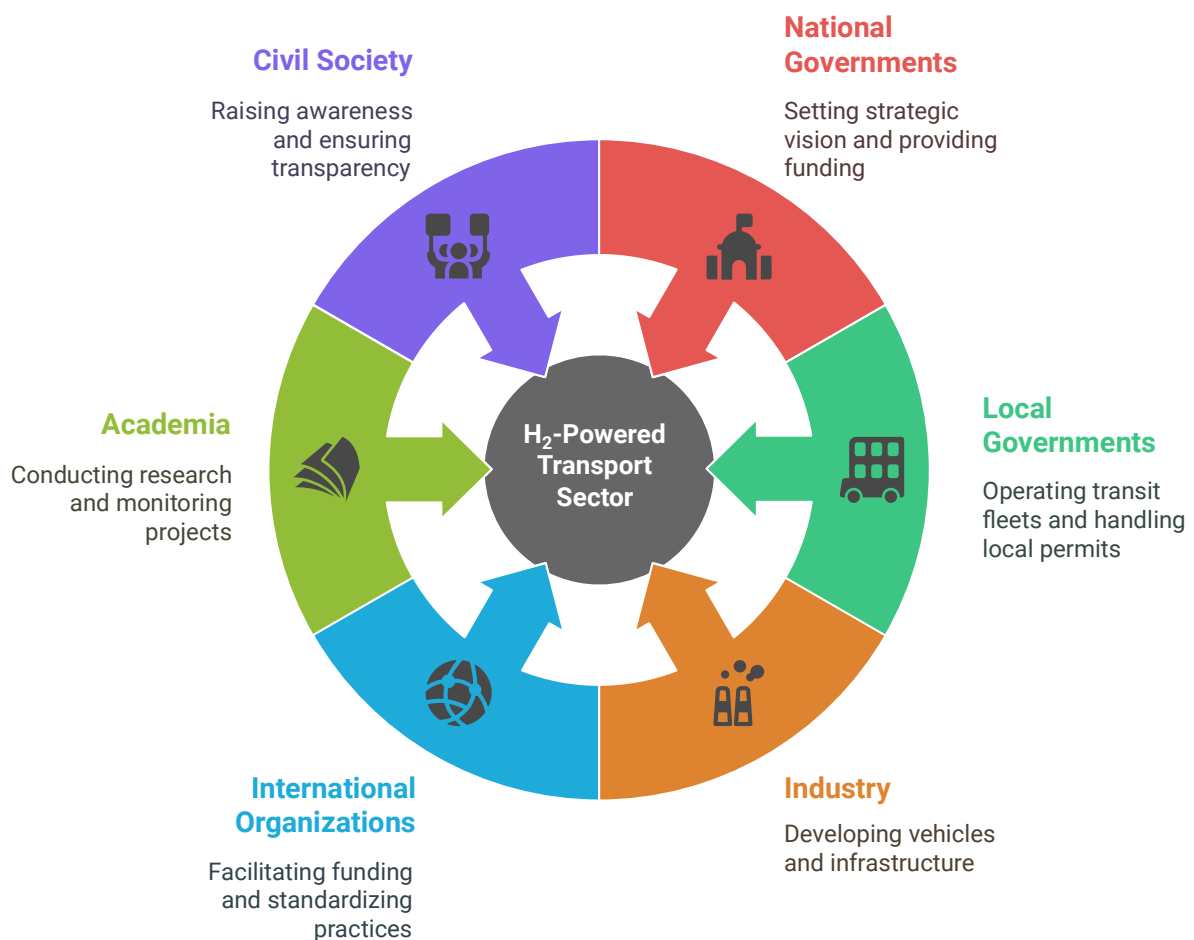 Civil Society
Raising awareness
and ensuring
transparency
National
Governments
Setting strategic
vision and providing
funding
Academia
Conducting research
and monitoring
projects
H₂-Powered
Transport
Sector
Local
Governments
Operating transit
fleets and handling
local permits
International
Organizations
Facilitating funding
and standardizing
practices
Industry
Developing vehicles
and infrastructure